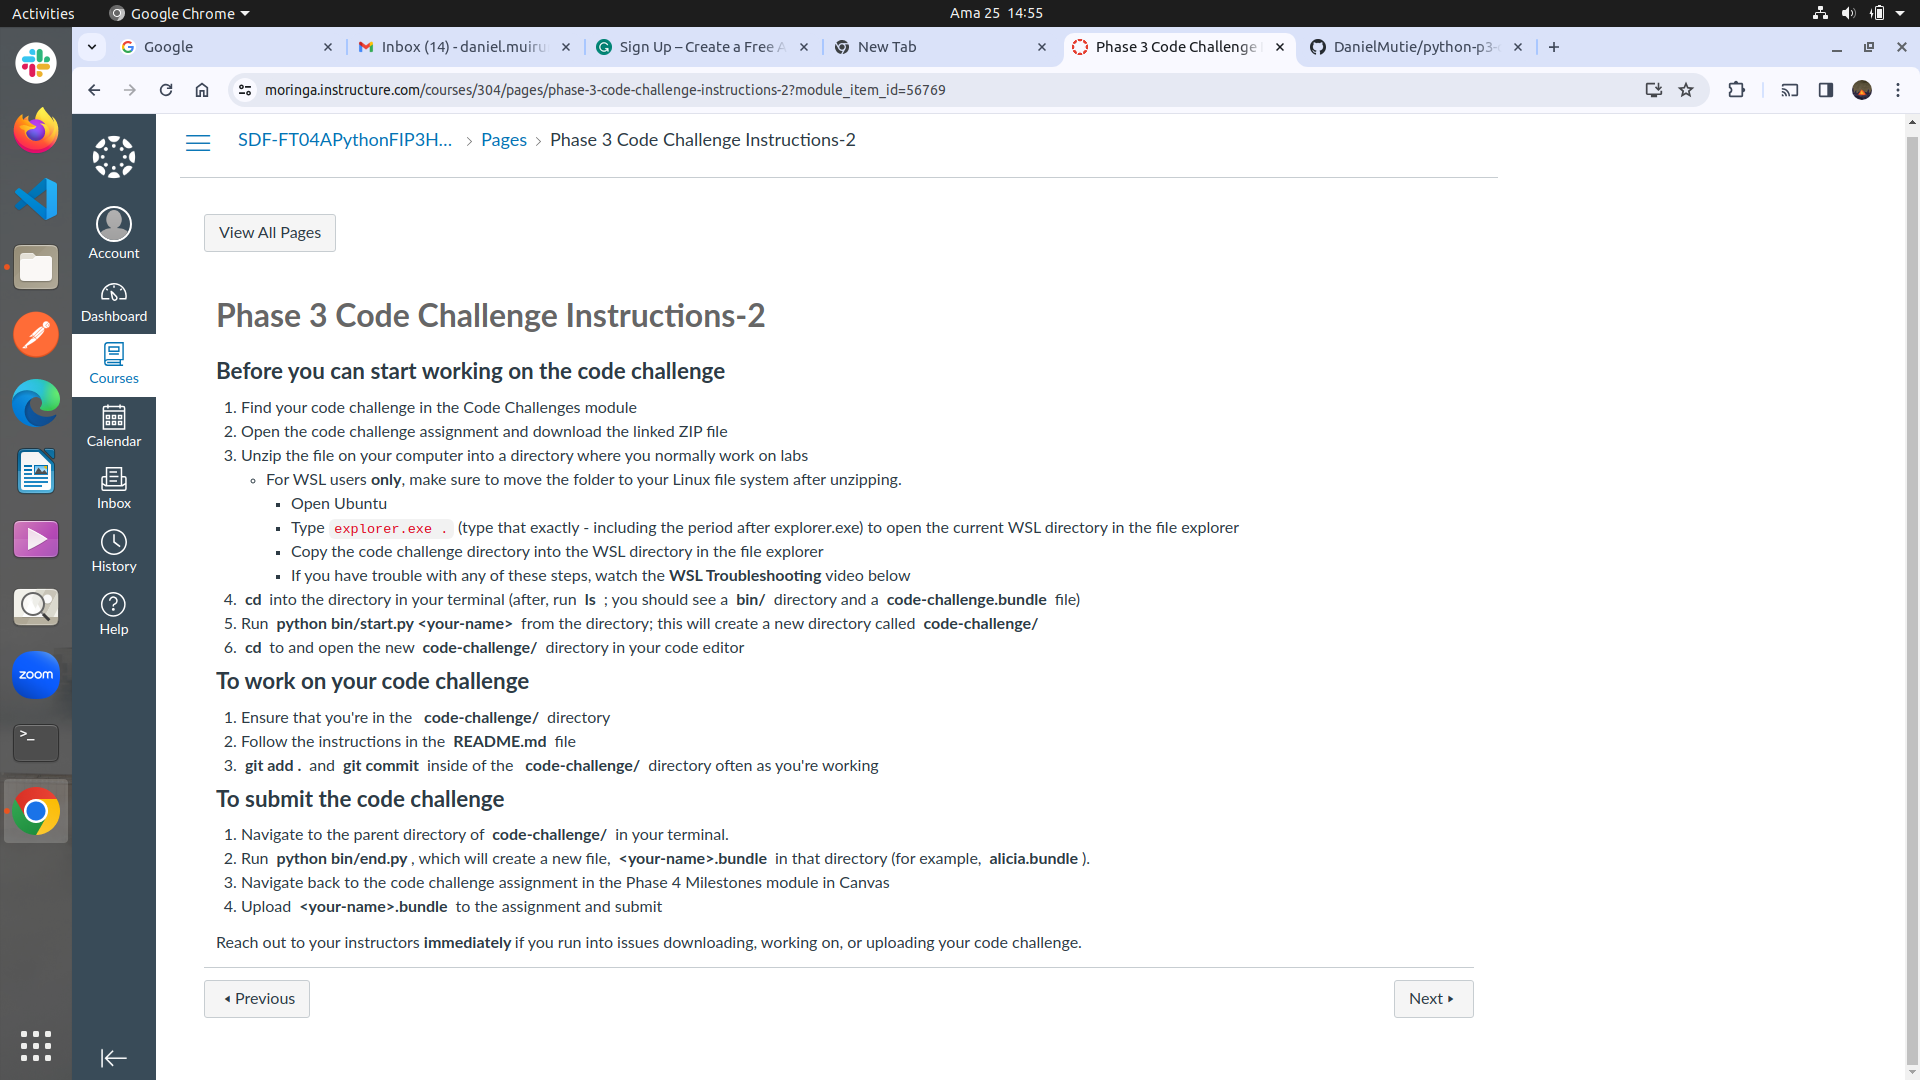 Activities
Google Chrome
Ama 25 14:55
Google
Inbox (14) - daniel.muiru
Sign Up – Create a Free A
New Tab
Phase 3 Code Challenge
DanielMutie/python-p3-
moringa.instructure.com/courses/304/pages/phase-3-code-challenge-instructions-2?module_item_id=56769
SDF-FT04APythonFIP3H...
Pages
Phase 3 Code Challenge Instructions-2
Account
Dashboard
Courses
Calendar
Inbox
History
Help
zoom
View All Pages
Phase 3 Code Challenge Instructions-2
Before you can start working on the code challenge
1. Find your code challenge in the Code Challenges module
2. Open the code challenge assignment and download the linked ZIP file
3. Unzip the file on your computer into a directory where you normally work on labs
For WSL users only, make sure to move the folder to your Linux file system after unzipping.
Open Ubuntu
Type explorer.exe . (type that exactly - including the period after explorer.exe) to open the current WSL directory in the file explorer
Copy the code challenge directory into the WSL directory in the file explorer
If you have trouble with any of these steps, watch the WSL Troubleshooting video below
4. cd into the directory in your terminal (after, run ls ; you should see a bin/ directory and a code-challenge.bundle file)
5. Run python bin/start.py <your-name> from the directory; this will create a new directory called code-challenge/
6. cd to and open the new code-challenge/ directory in your code editor
To work on your code challenge
1. Ensure that you're in the code-challenge/ directory
2. Follow the instructions in the README.md file
3. git add . and git commit inside of the code-challenge/ directory often as you're working
To submit the code challenge
1. Navigate to the parent directory of code-challenge/ in your terminal.
2. Run python bin/end.py , which will create a new file, <your-name>.bundle in that directory (for example, alicia.bundle ).
3. Navigate back to the code challenge assignment in the Phase 4 Milestones module in Canvas
4. Upload <your-name>.bundle to the assignment and submit
Reach out to your instructors immediately if you run into issues downloading, working on, or uploading your code challenge.
Previous
Next